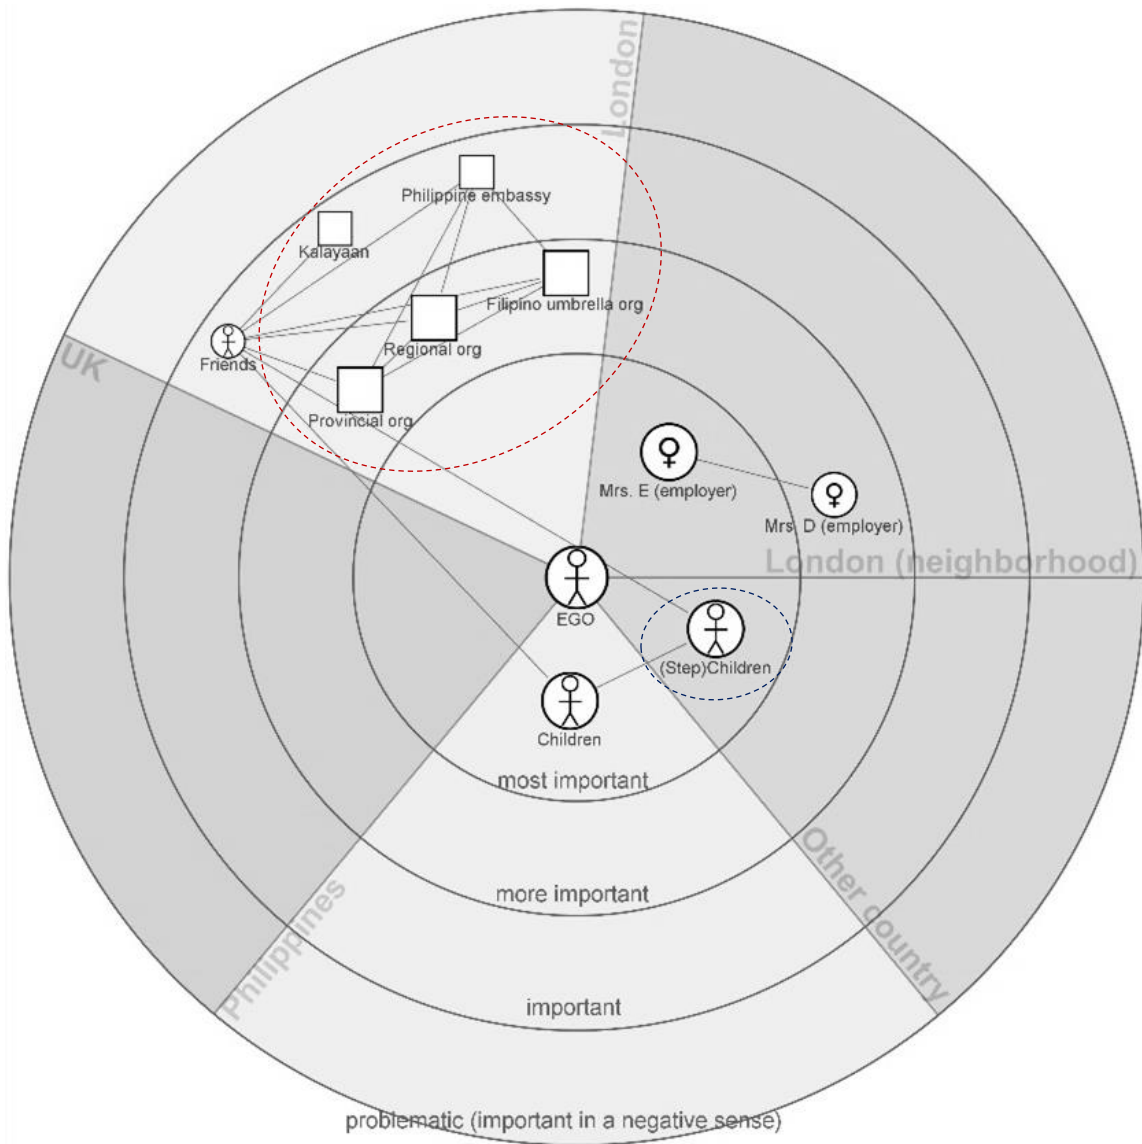 London
Philippine embassy
Kalayaan
Filipino umbrella org
Regional org
UK
Friends
Provincial org
Mrs. E (employer)
Mrs. D (employer)
London (neighborhood)
EGO
(Step)Children
Children
most important
Other country
more important
Philippines
important
problematic (important in a negative sense)